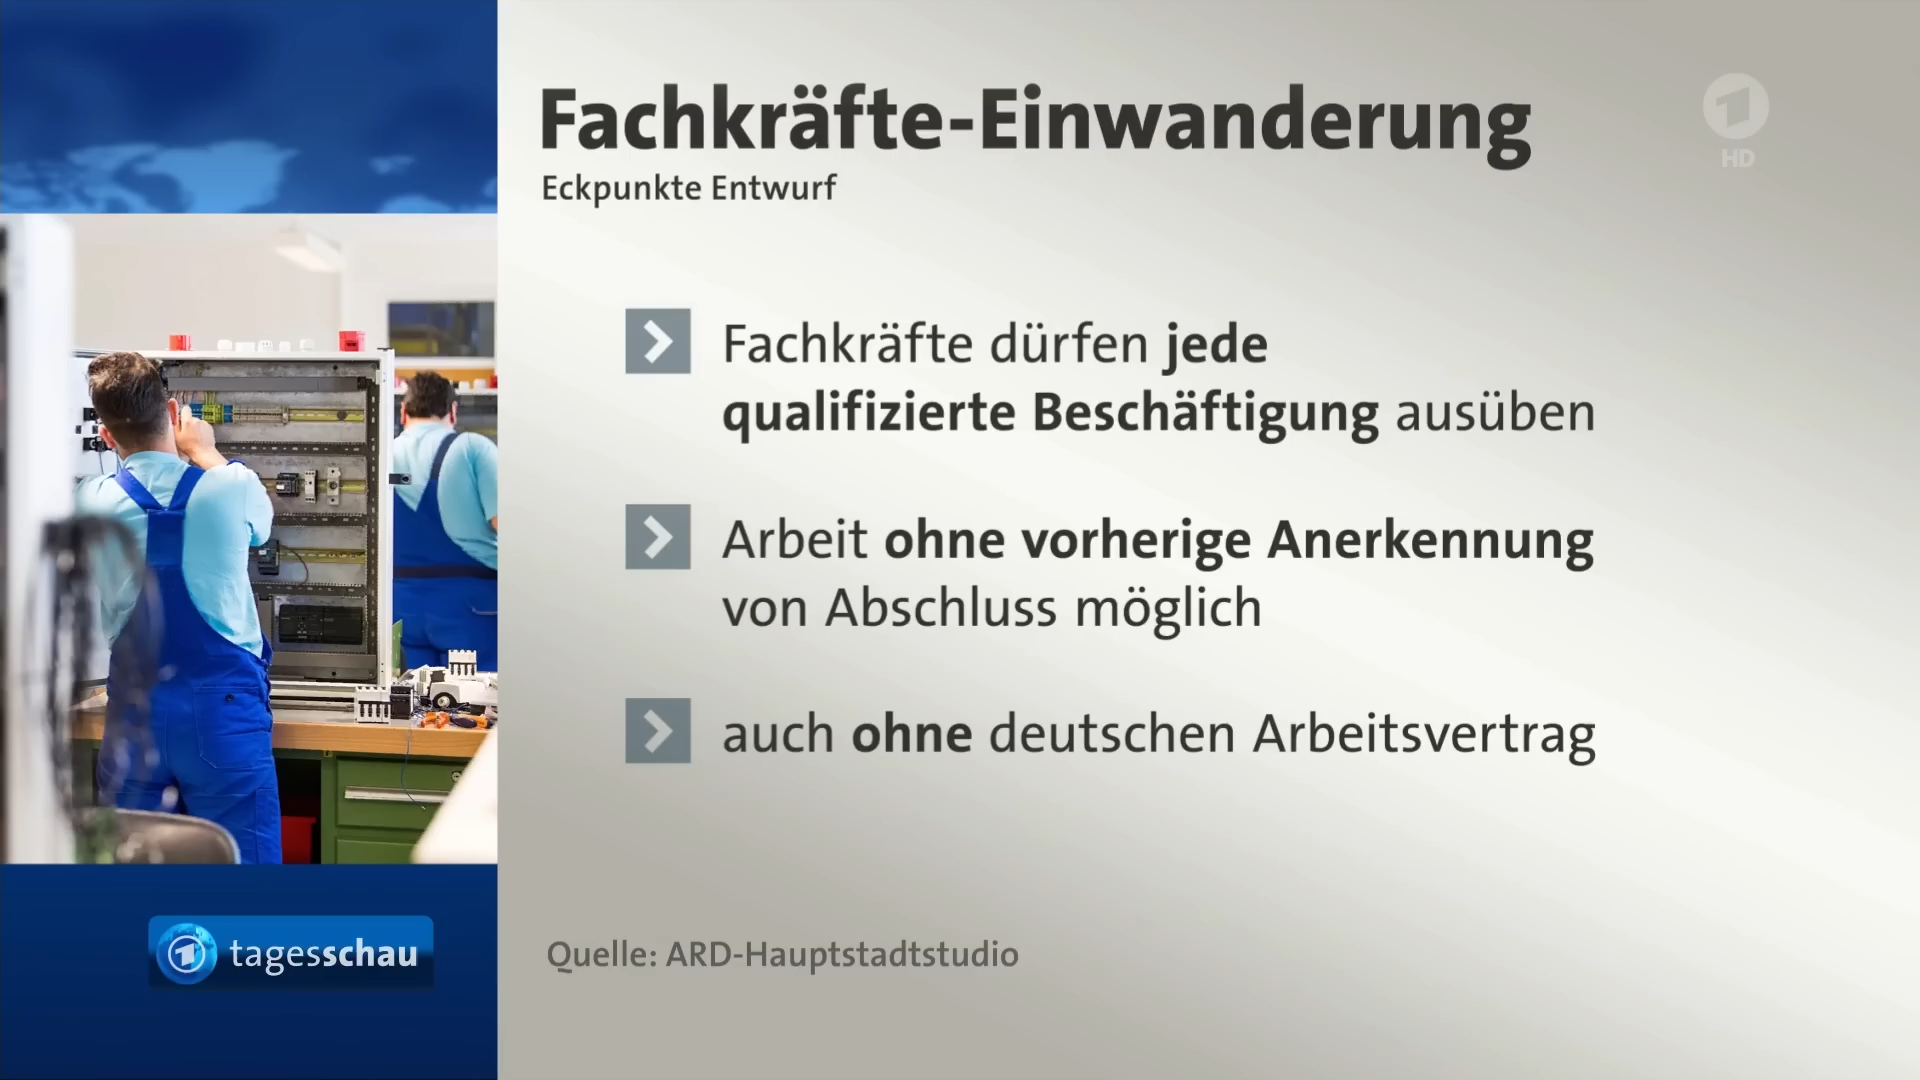 Fachkräfte-Einwanderung
Eckpunkte Entwurf
HD
Fachkräfte dürfen jede
qualifizierte Beschäftigung ausüben
Arbeit ohne vorherige Anerkennung
von Abschluss möglich
auch ohne deutschen Arbeitsvertrag
tagesschau
Quelle: ARD-Hauptstadtstudio